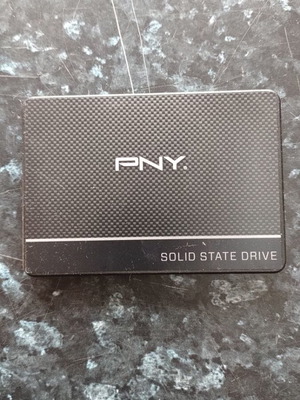 PNY.
SOLID STATE DRIVE